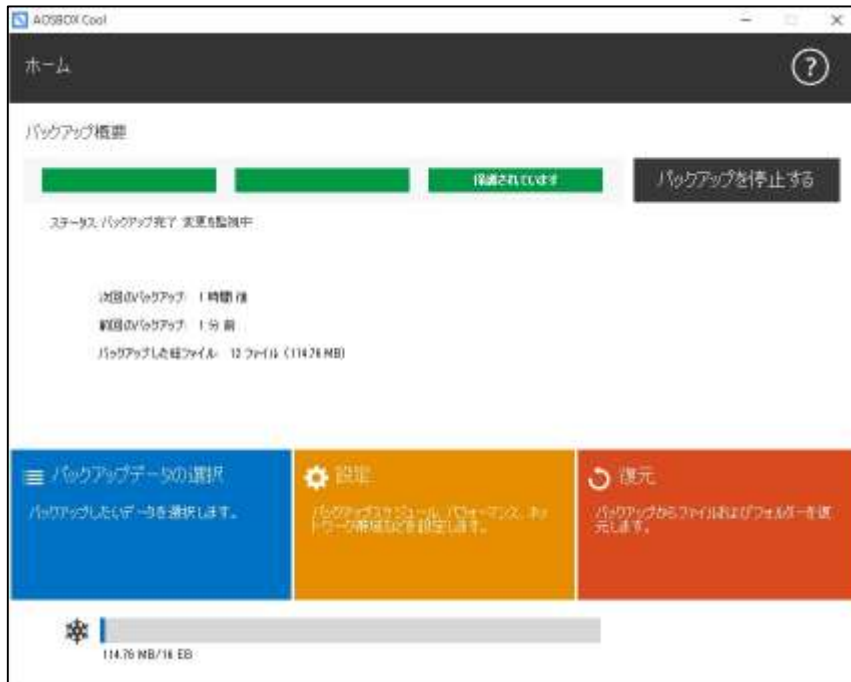 AOSBOX Cool
ホーム
?
バックアップ概要
保護されています
バックアップを停止する
ステータス: バックアップ完了 変更を監視中
次回のバックアップ: 1 時間 後
前回のバックアップ: 1 分 前
バックアップした総ファイル: 12 ファイル (114.76 MB)
バックアップデータの選択
バックアップしたいデータを選択します。
設定
バックアップスケジュール、パフォーマンス、ネッ
トワーク帯域などを設定します。
復元
バックアップからファイルおよびフォルダーを復
元します。
114.76 MB/16 EB